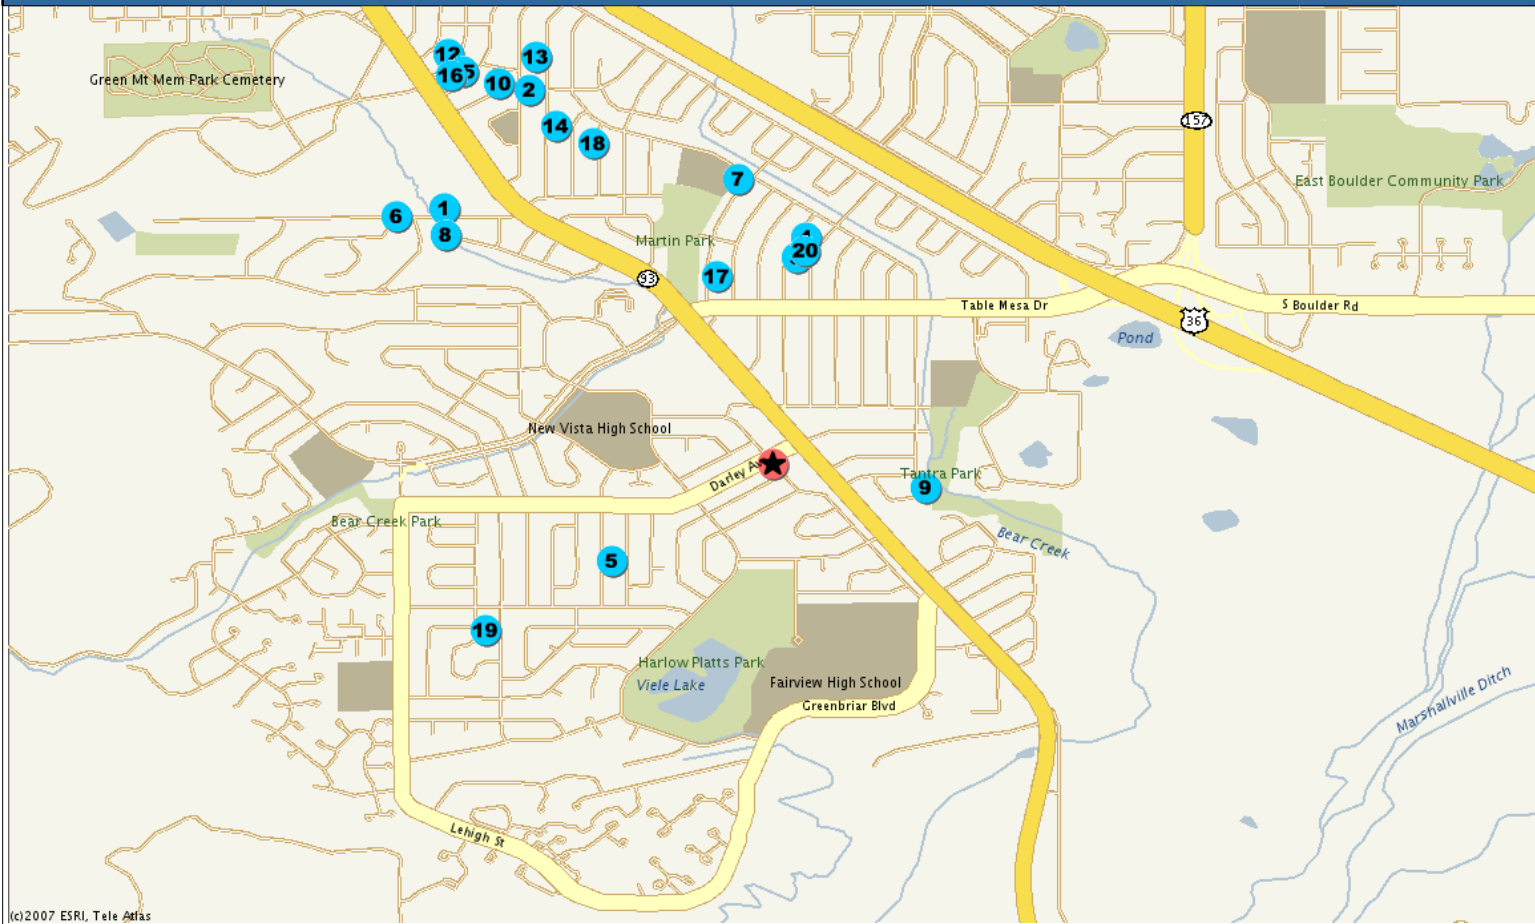 12
13
16
5
10
2
Green Mt Mem Park Cemetery
14
157
18
7
East Boulder Community Park
1
6
8
Martin Park
20
93
17
Table Mesa Dr
S Boulder Rd
36
Pond
New Vista High School
Darley
Tantra Park
9
Bear Creek Park
Bear Creek
5
19
Harlow Platts Park
Viele Lake
Fairview High School
Greenbriar Blvd
Marshallville Ditch
Lehigh St
(c)2007 ESRI, Tele Atlas